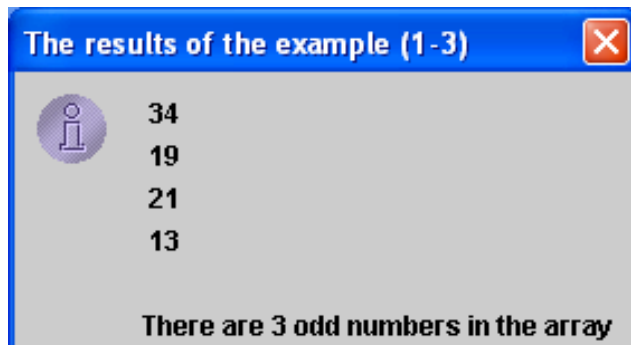 The results of the example (1-3)
34
19
21
13
There are 3 odd numbers in the array